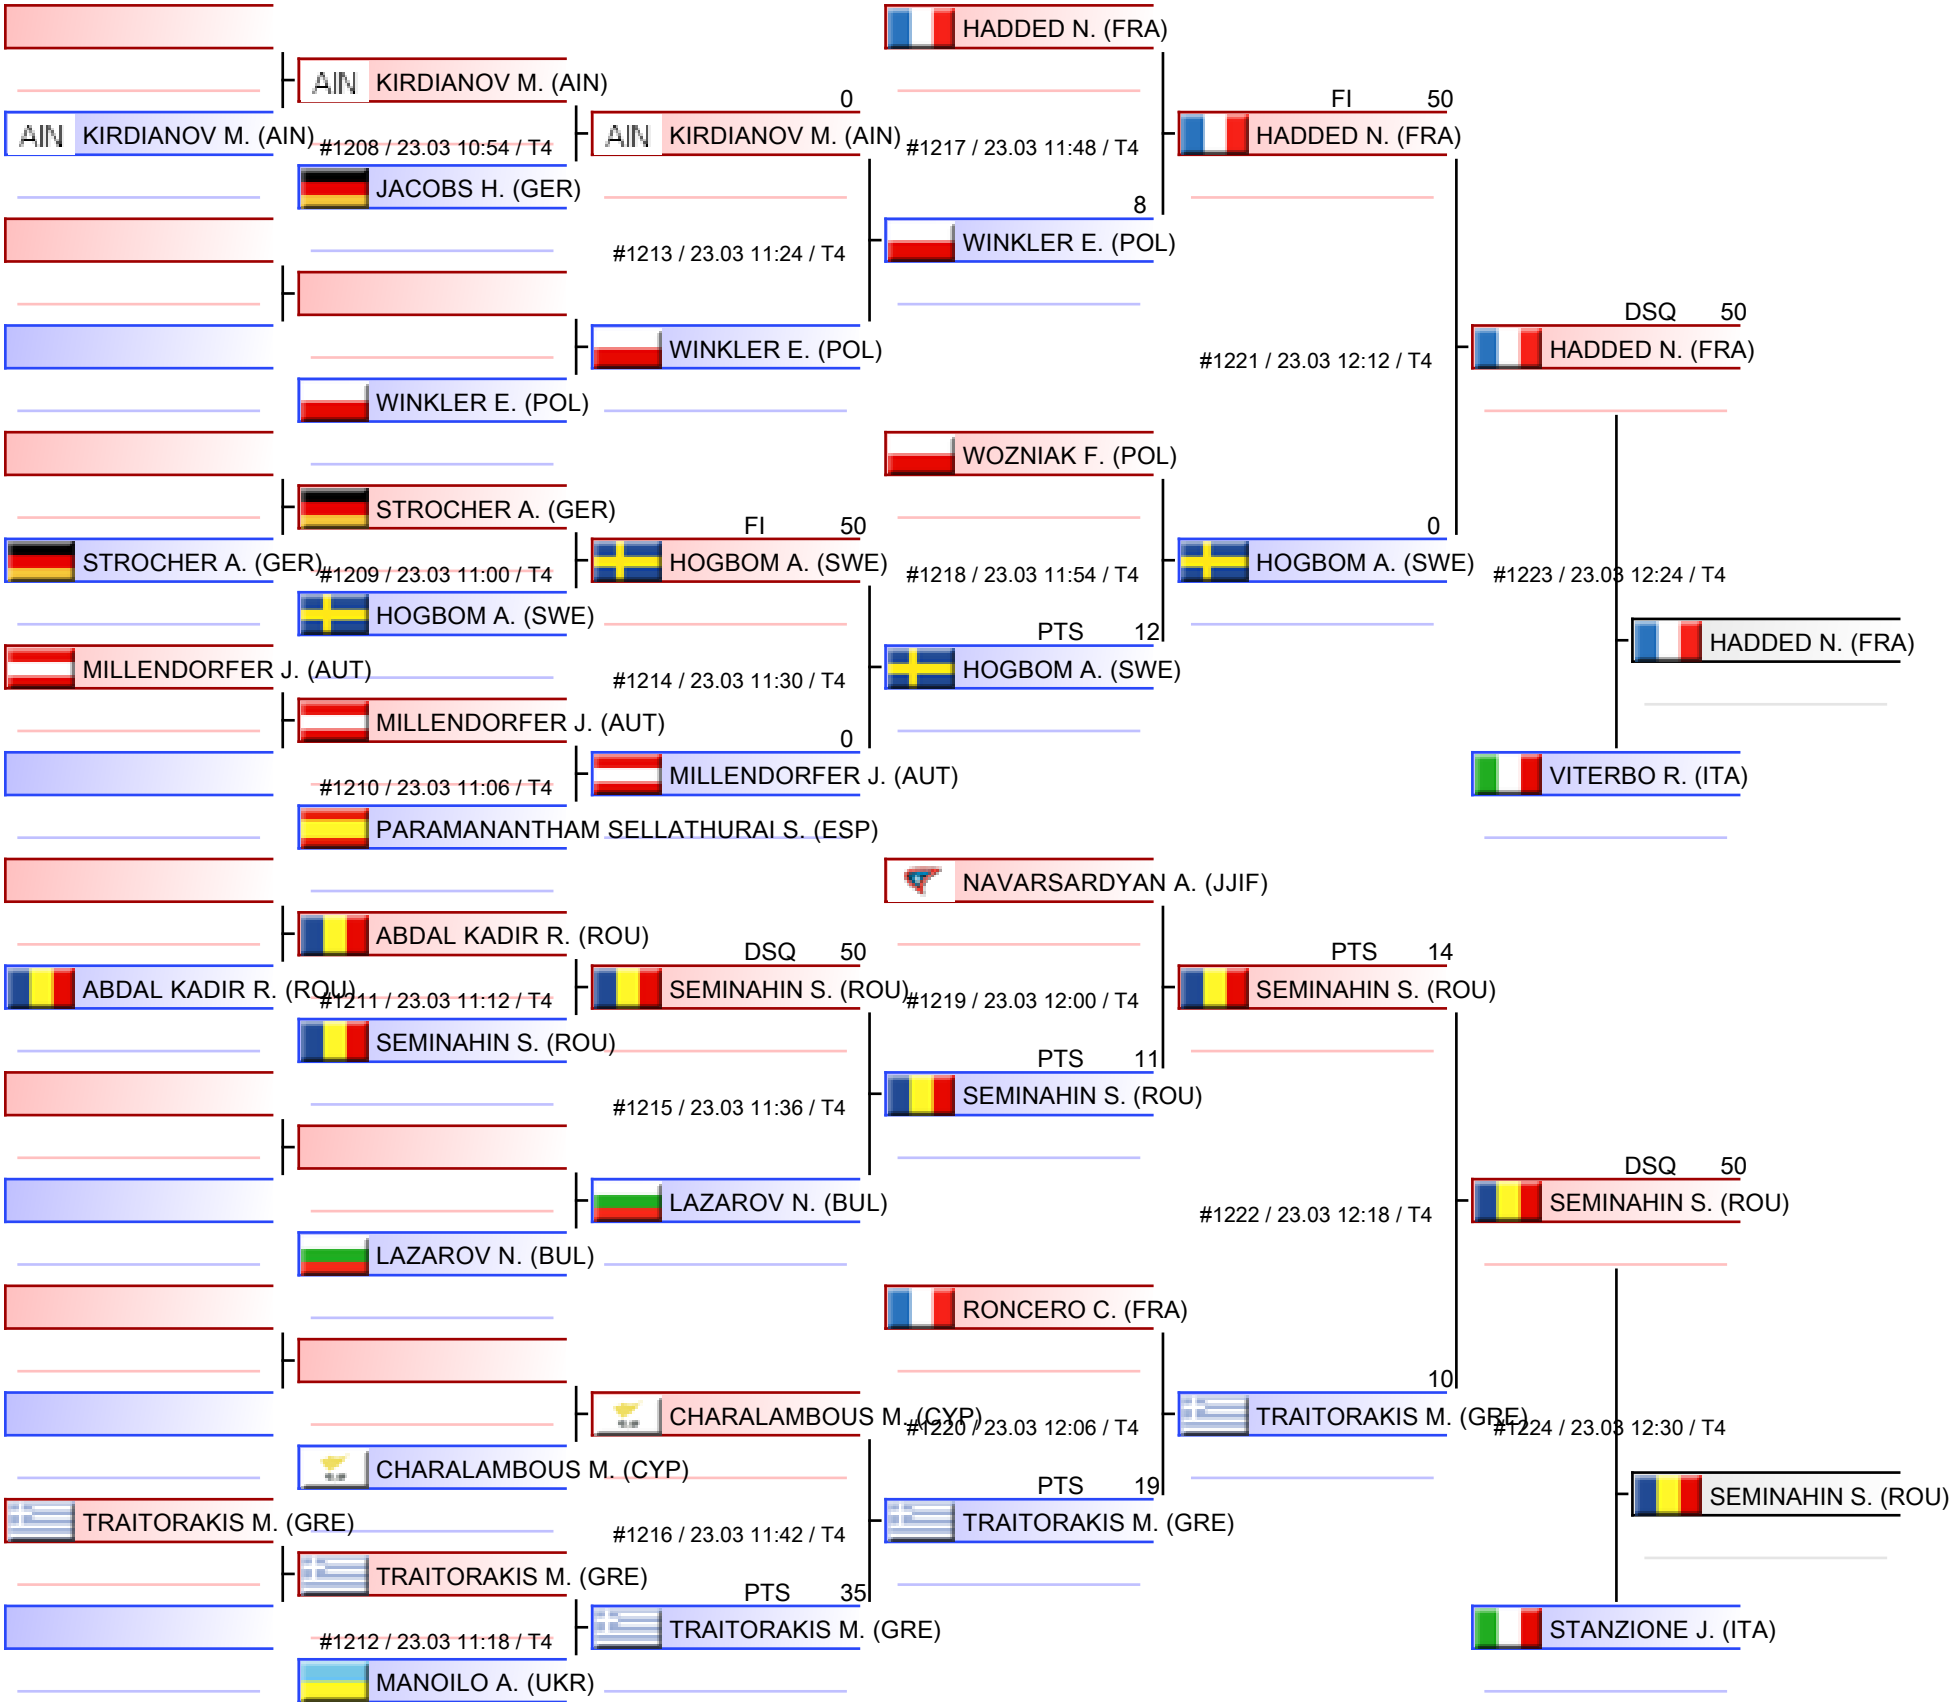 HADDED N. (FRA)
AIN KIRDIANOV M. (AIN)
0
FI 50
AIN KIRDIANOV M. (AIN)
#1208 / 23.03 10:54 / T4
AIN KIRDIANOV M. (AIN)
#1217 / 23.03 11:48 / T4
HADDED N. (FRA)
JACOBS H. (GER)
8
#1213 / 23.03 11:24 / T4
WINKLER E. (POL)
DSQ 50
WINKLER E. (POL)
#1221 / 23.03 12:12 / T4
HADDED N. (FRA)
WINKLER E. (POL)
WOZNIAK F. (POL)
STROCHER A. (GER)
FI 50
0
STROCHER A. (GER)
#1209 / 23.03 11:00 / T4
HOGBOM A. (SWE)
#1218 / 23.03 11:54 / T4
HOGBOM A. (SWE)
#1223 / 23.03 12:24 / T4
HOGBOM A. (SWE)
PTS 12
HADDED N. (FRA)
MILLENDORFER J. (AUT)
#1214 / 23.03 11:30 / T4
HOGBOM A. (SWE)
MILLENDORFER J. (AUT)
0
#1210 / 23.03 11:06 / T4
MILLENDORFER J. (AUT)
VITERBO R. (ITA)
PARAMANANTHAM SELLATHURAI S. (ESP)
NAVARSARDYAN A. (JJIF)
ABDAL KADIR R. (ROU)
DSQ 50
PTS 14
ABDAL KADIR R. (ROU)
#1211 / 23.03 11:12 / T4
SEMINAHIN S. (ROU)
#1219 / 23.03 12:00 / T4
SEMINAHIN S. (ROU)
SEMINAHIN S. (ROU)
PTS 11
#1215 / 23.03 11:36 / T4
SEMINAHIN S. (ROU)
DSQ 50
LAZAROV N. (BUL)
#1222 / 23.03 12:18 / T4
SEMINAHIN S. (ROU)
LAZAROV N. (BUL)
RONCERO C. (FRA)
10
CHARALAMBOUS M. (CYP)
#1220 / 23.03 12:06 / T4
TRAITORAKIS M. (GRE)
#1224 / 23.03 12:30 / T4
CHARALAMBOUS M. (CYP)
PTS 19
SEMINAHIN S. (ROU)
TRAITORAKIS M. (GRE)
#1216 / 23.03 11:42 / T4
TRAITORAKIS M. (GRE)
TRAITORAKIS M. (GRE)
PTS 35
#1212 / 23.03 11:18 / T4
TRAITORAKIS M. (GRE)
STANZIONE J. (ITA)
MANOILO A. (UKR)